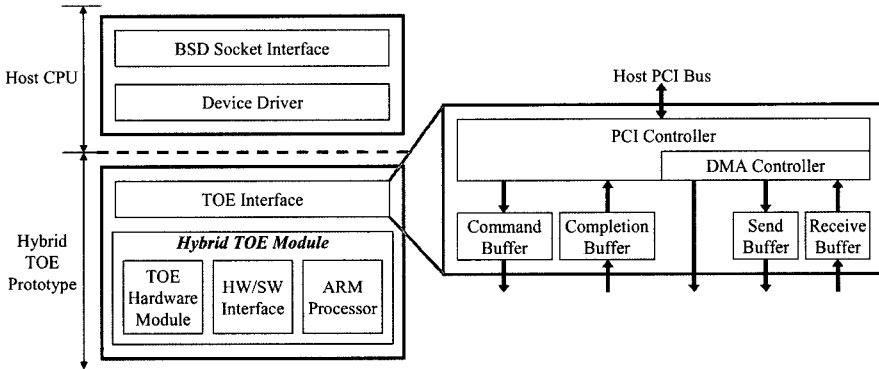 BSD Socket Interface
Host CPU
Device Driver
Host PCI Bus
PCI Controller
DMA Controller
TOE Interface
Command
Buffer
Completion
Buffer
Send
Buffer
Receive
Buffer
Hybrid
TOE
Prototype
Hybrid TOE Module
TOE
Hardware
Module
HW/SW
Interface
ARM
Processor